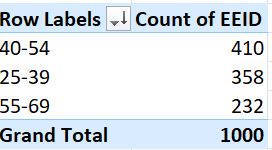 Row Labels Count of EEID
40-54 410
25-39 358
55-69 232
Grand Total 1000